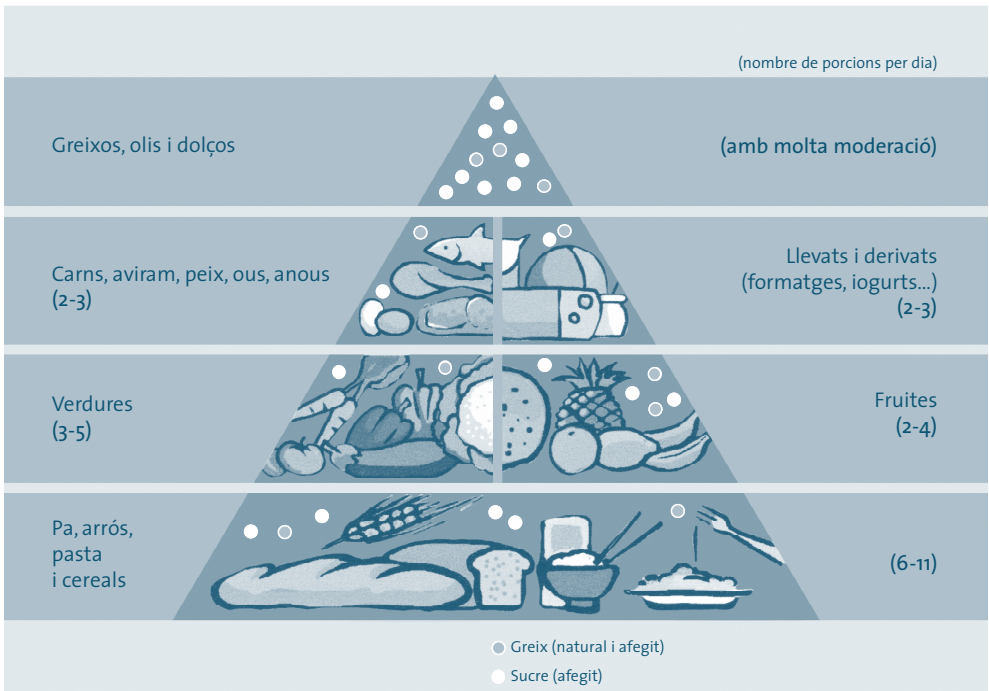 (nombre de porcions per dia)
Greixos, olis i dolços
(amb molta moderació)
Carns, aviram, peix, ous, anous
(2-3)
Llevats i derivats
(formatges, iogurts...)
(2-3)
Verdures
(3-5)
Fruites
(2-4)
Pa, arrós,
pasta
i cereals
(6-11)
Greix (natural i afegit)
Sucre (afegit)